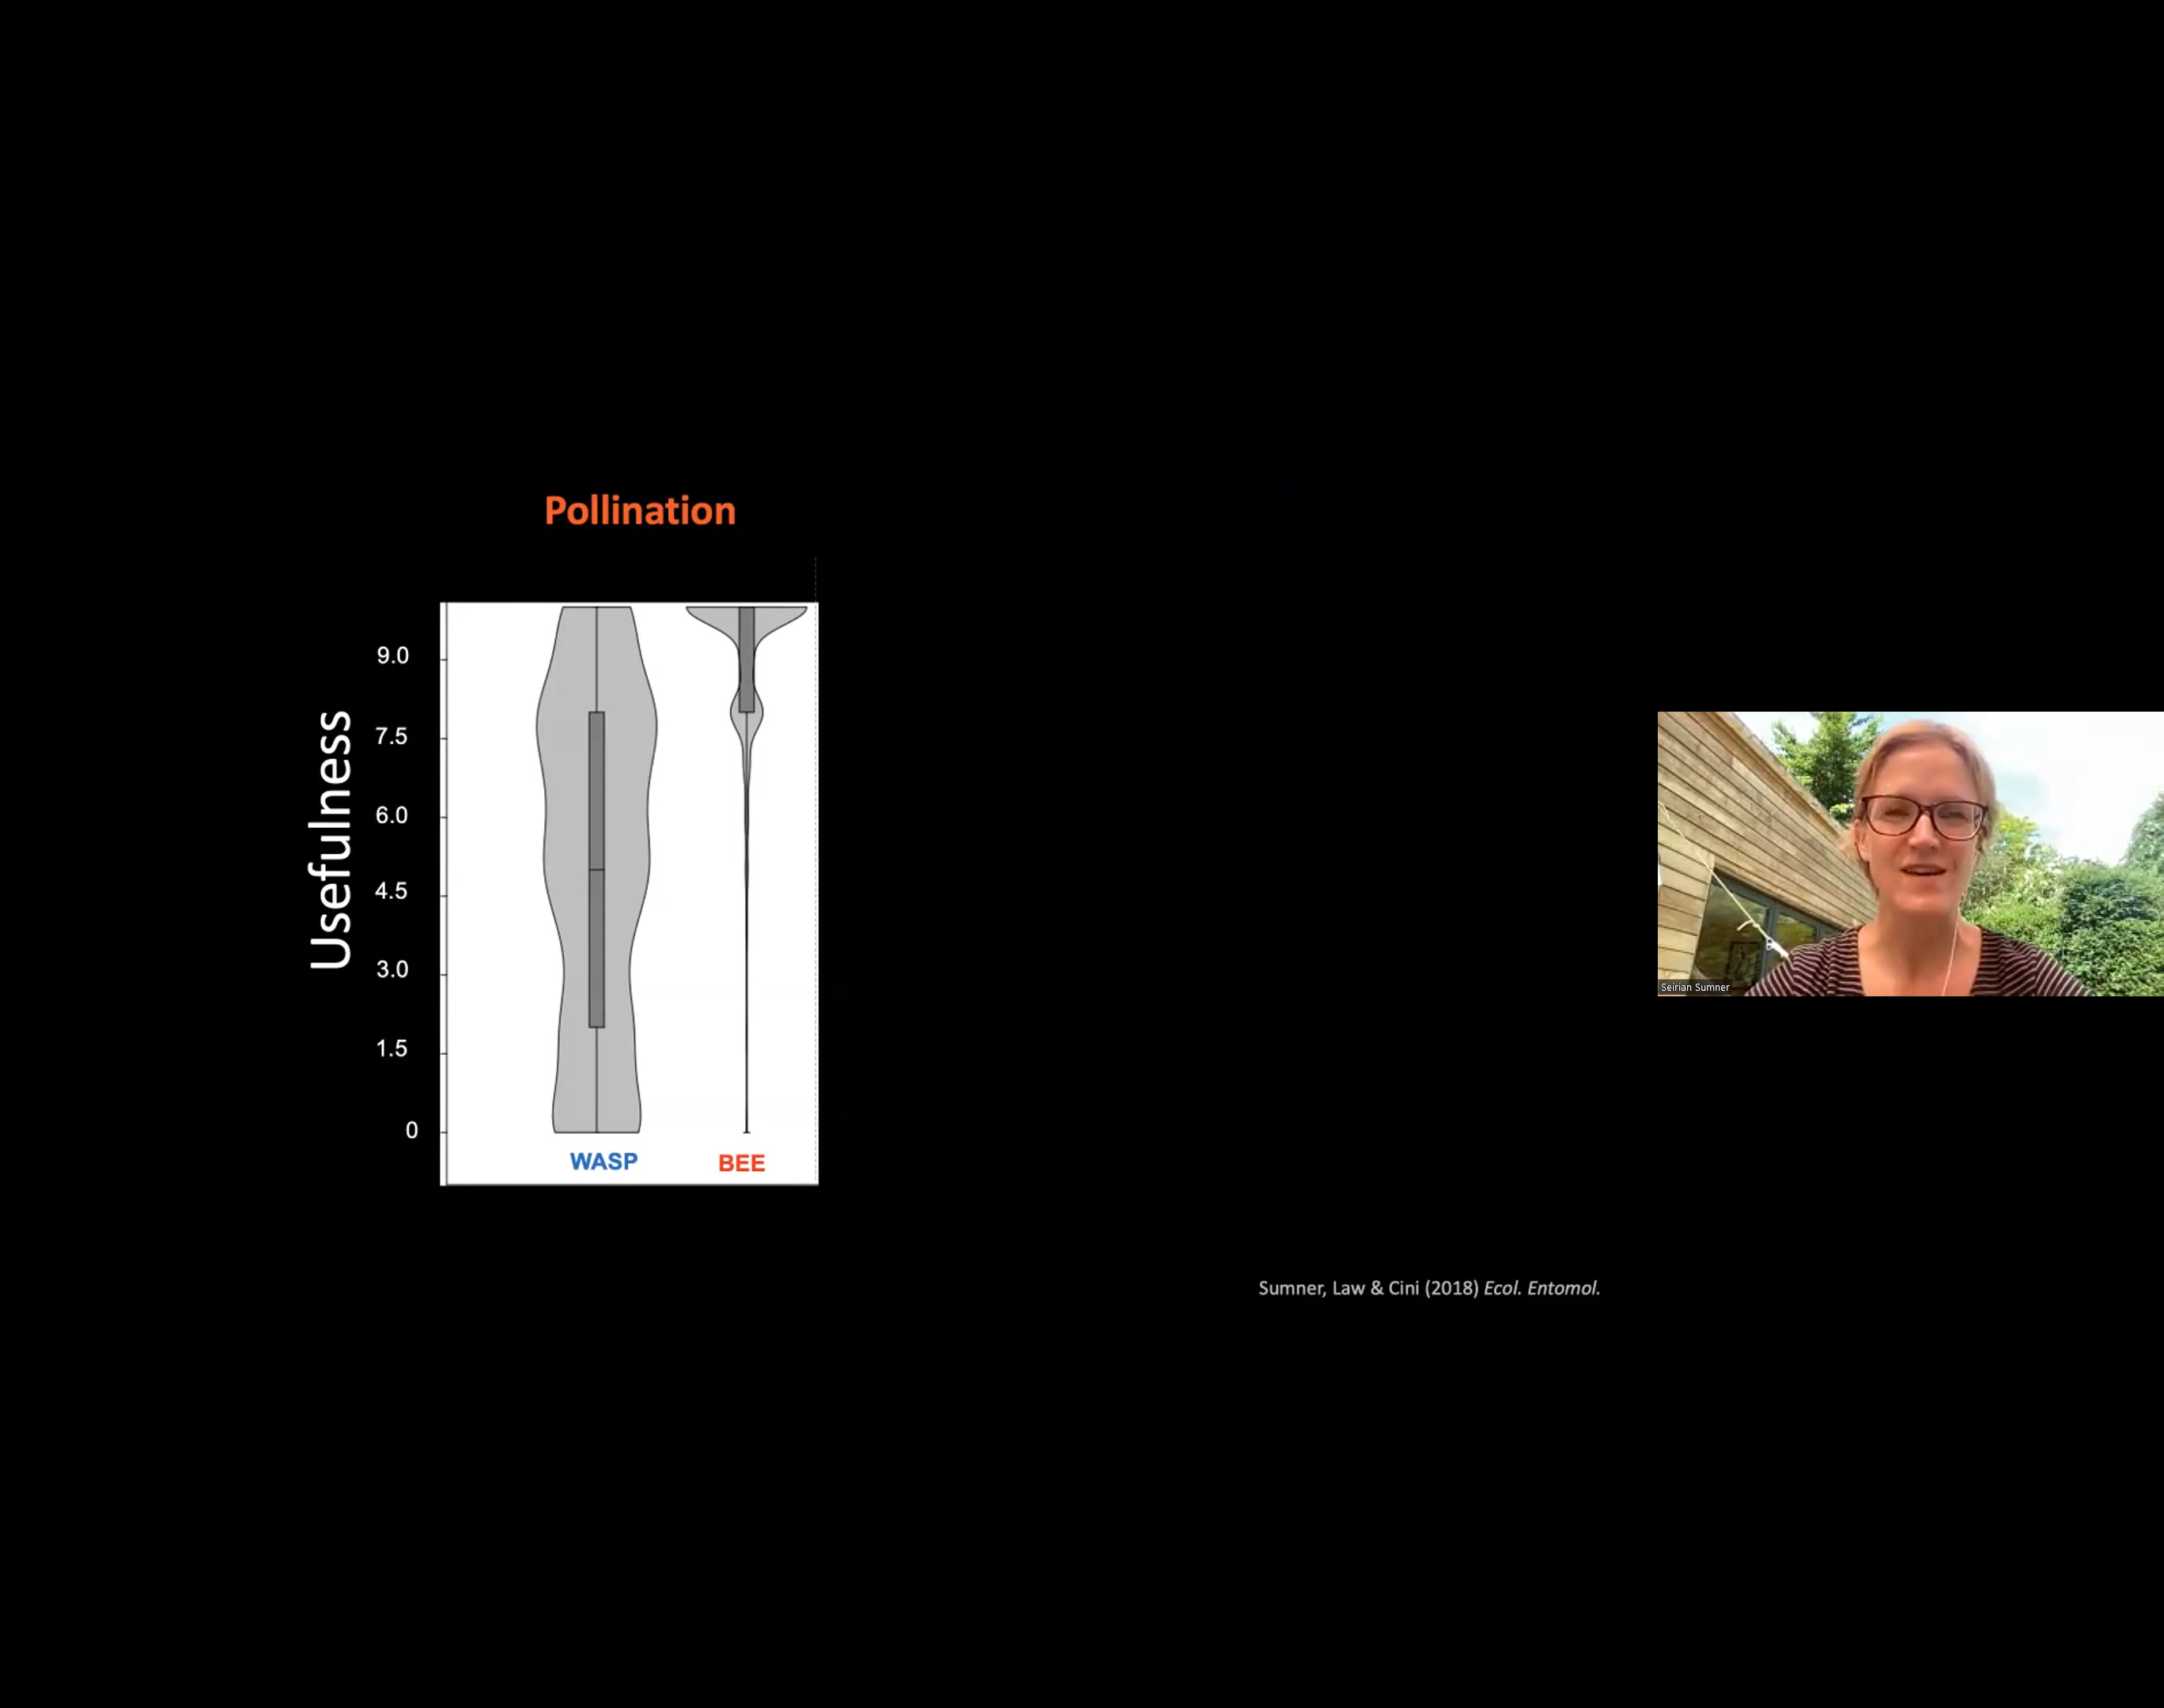 Pollination
Usefulness
9.0
7.5
6.0
4.5
3.0
1.5
0
WASP
BEE
Seirian Sumner
Sumner, Law & Cini (2018) Ecol. Entomol.